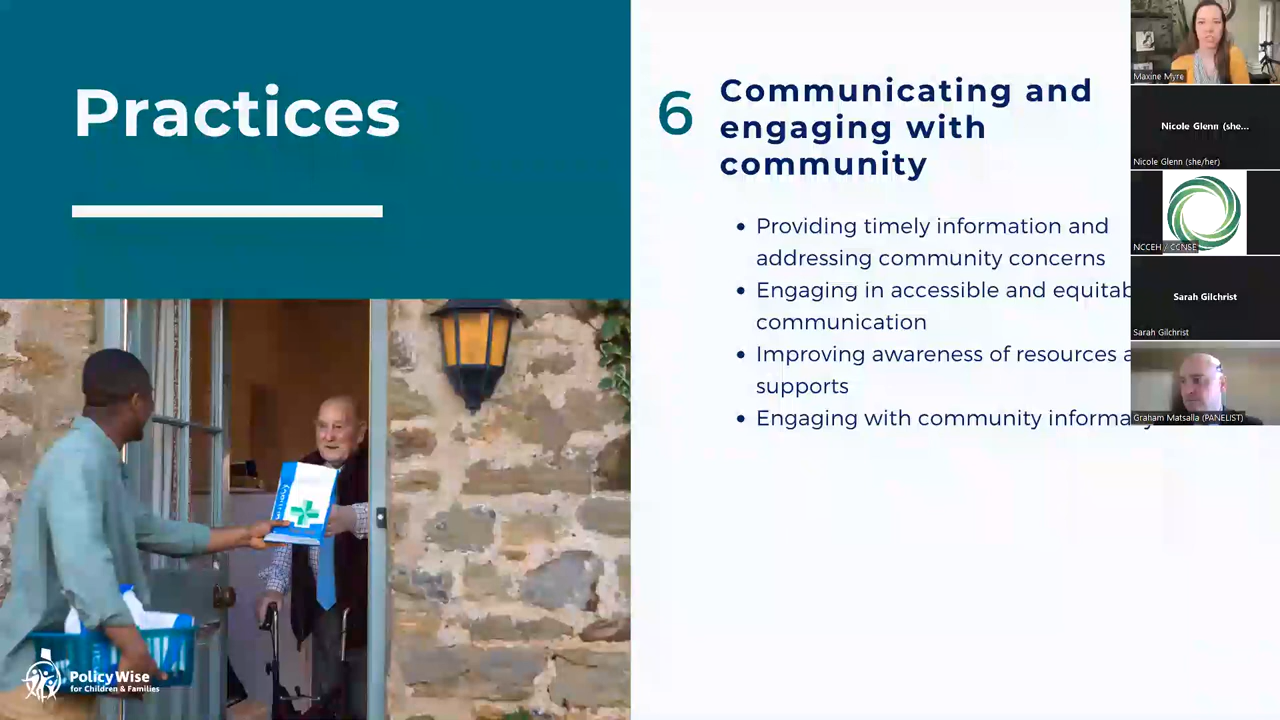 Practices
6
Communicating and
engaging with
community
Providing timely information and
addressing community concerns
Engaging in accessible and equitab
communication
Improving awareness of resources a
supports
Engaging with community informa
PolicyWise
for Children & Families
Maxine Myre
Nicole Glenn (she...
Nicole Glenn (she/her)
NCCEH / CCNSE
Sarah Gilchrist
Sarah Gilchrist
Graham Matsalla (PANELIST)